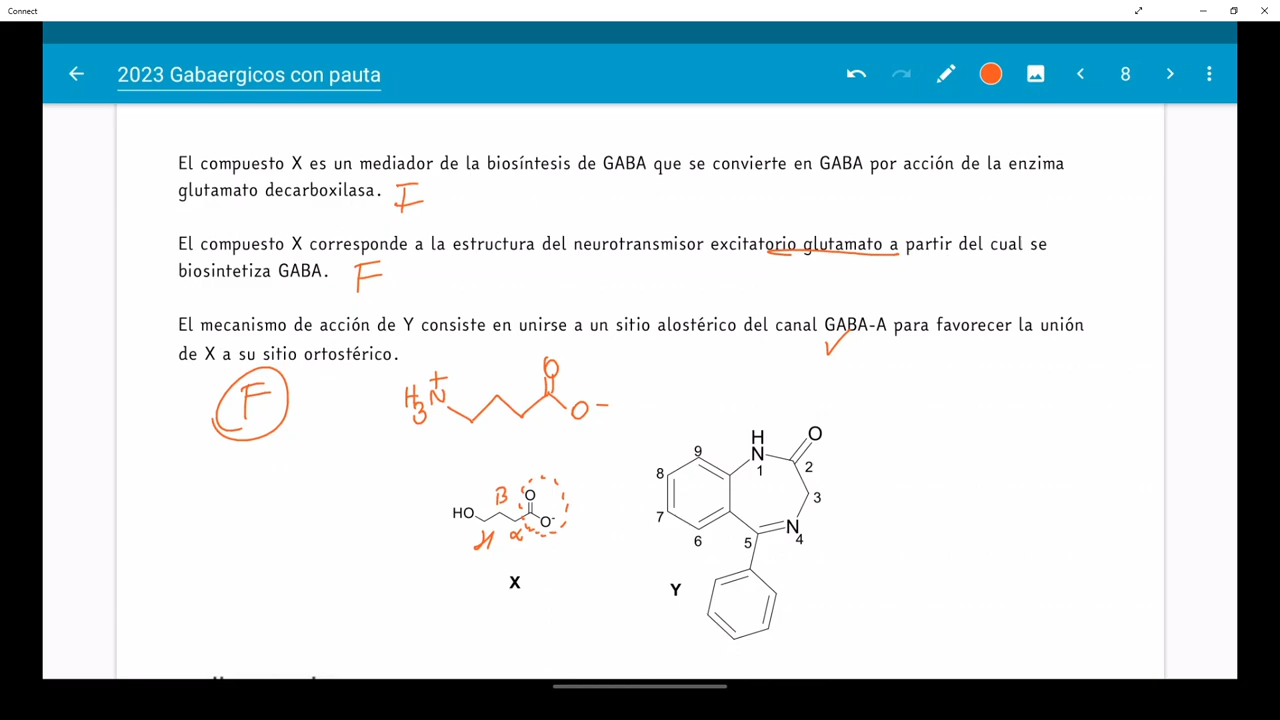 Connect
2023 Gabaergicos con pauta
8
El compuesto X es un mediador de la biosíntesis de GABA que se convierte en GABA por acción de la enzima
glutamato decarboxilasa. F
El compuesto X corresponde a la estructura del neurotransmisor excitatorio glutamato a partir del cual se
biosintetiza GABA. F
El mecanismo de acción de Y consiste en unirse a un sitio alostérico del canal GABA-A para favorecer la unión
de X a su sitio ortostérico.
F
H3N+ O O-
HO B O O- α
X
H N 1 O 2 3 N 4 5 6 7 8 9
Y